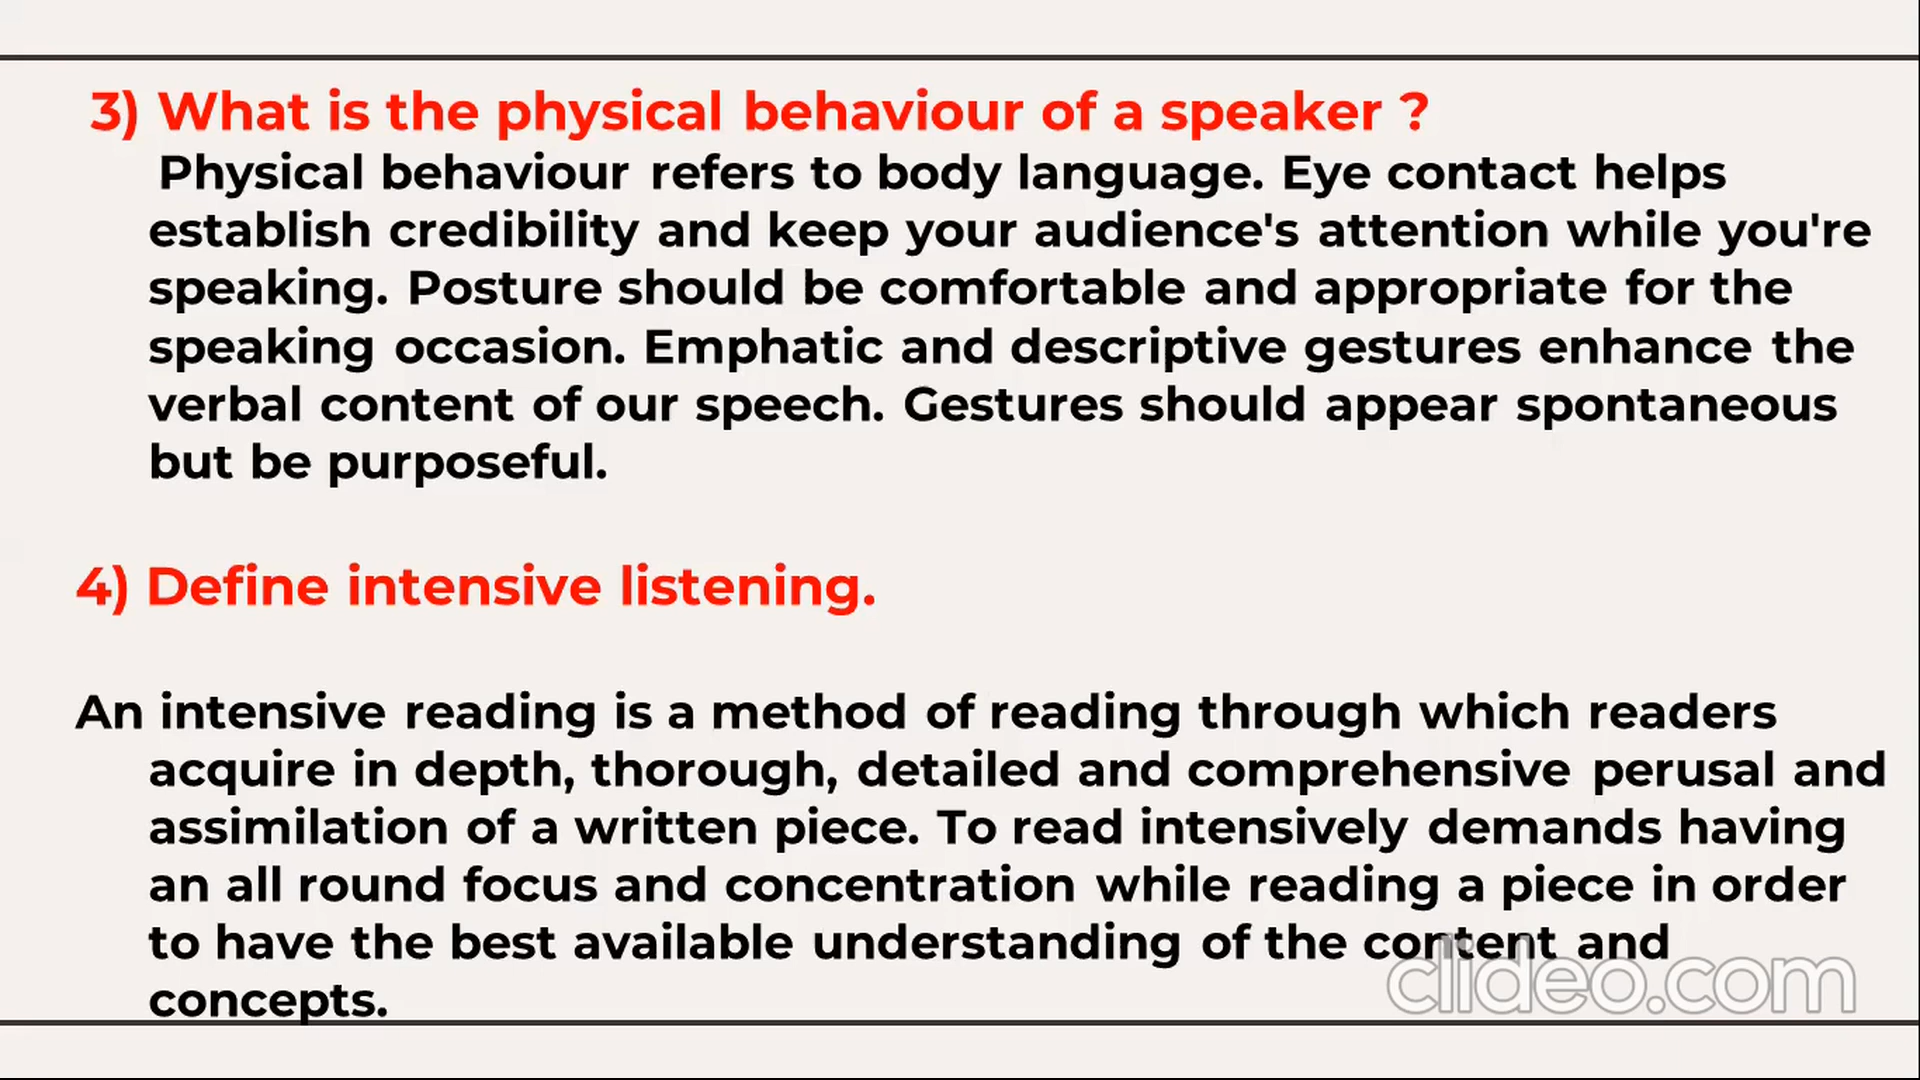 3) What is the physical behaviour of a speaker ?
Physical behaviour refers to body language. Eye contact helps
establish credibility and keep your audience's attention while you're
speaking. Posture should be comfortable and appropriate for the
speaking occasion. Emphatic and descriptive gestures enhance the
verbal content of our speech. Gestures should appear spontaneous
but be purposeful.
4) Define intensive listening.
An intensive reading is a method of reading through which readers
acquire in depth, thorough, detailed and comprehensive perusal and
assimilation of a written piece. To read intensively demands having
an all round focus and concentration while reading a piece in order
to have the best available understanding of the content and
concepts.
clideo.com